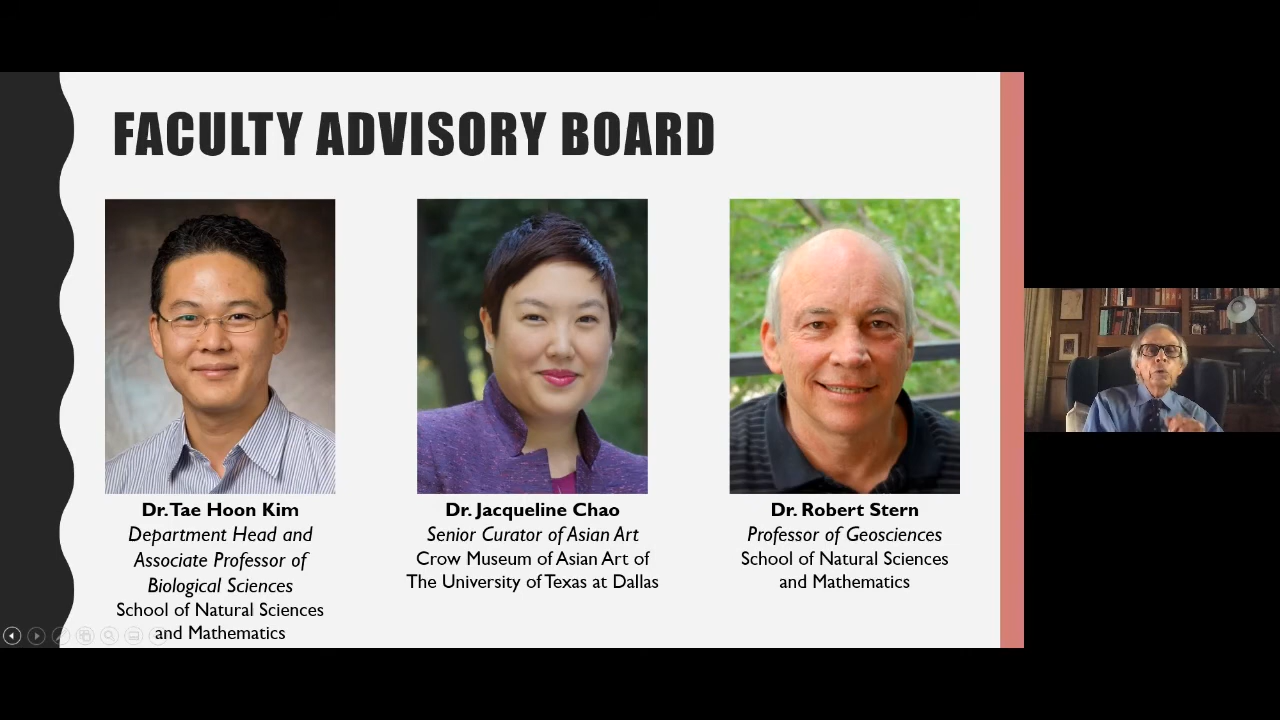 FACULTY ADVISORY BOARD
Dr. Tae Hoon Kim
Department Head and
Associate Professor of
Biological Sciences
School of Natural Sciences
and Mathematics
Dr. Jacqueline Chao
Senior Curator of Asian Art
Crow Museum of Asian Art of
The University of Texas at Dallas
Dr. Robert Stern
Professor of Geosciences
School of Natural Sciences
and Mathematics